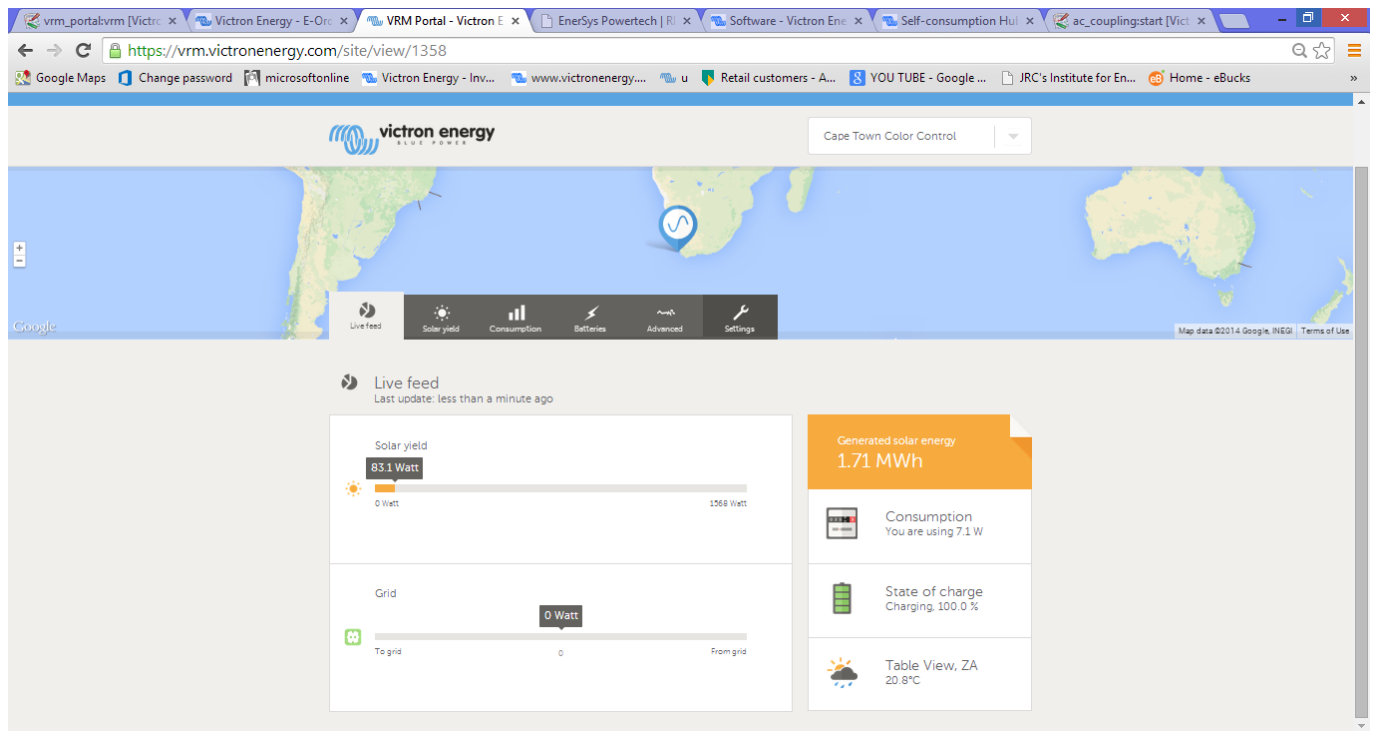 vrm_portal:vrm [Victro
Victron Energy - E-Orc
VRM Portal - Victron E
EnerSys Powertech | RI
Software - Victron Ene
Self-consumption Hul
ac_coupling:start [Vict
https://vrm.victronenergy.com/site/view/1358
Google Maps
Change password
microsoftonline
Victron Energy - Inv...
www.victronenergy....
u
Retail customers - A...
YOU TUBE - Google ...
JRC's Institute for En...
Home - eBucks
»
victron energy
BLUE POWER
Cape Town Color Control
+
−
Google
Map data ©2014 Google, INEGI
Terms of Use
Live feed
Solar yield
Consumption
Batteries
Advanced
Settings
Live feed
Last update: less than a minute ago
Solar yield
83.1 Watt
0 Watt
1568 Watt
Grid
0 Watt
To grid
0
From grid
Generated solar energy
1.71 MWh
Consumption
You are using 7.1 W
State of charge
Charging, 100.0 %
Table View, ZA
20.8°C